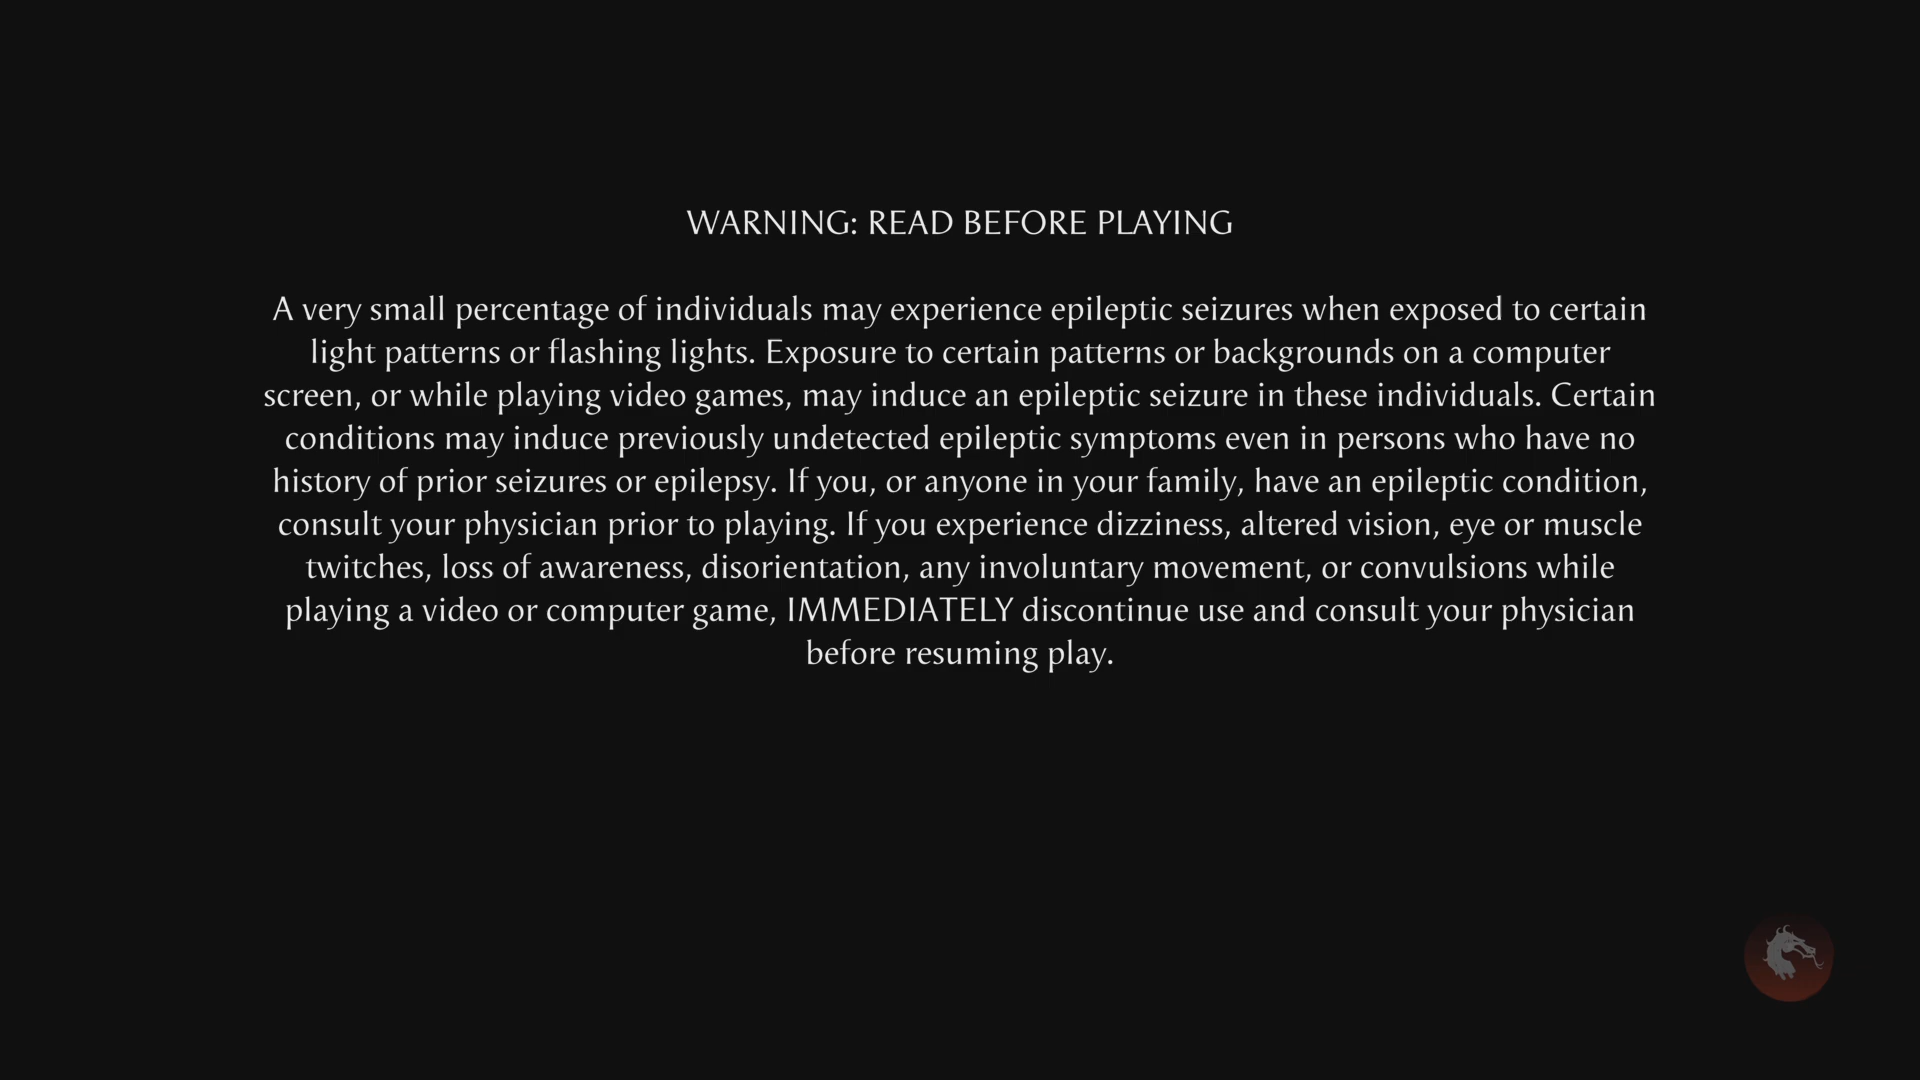 WARNING: READ BEFORE PLAYING
A very small percentage of individuals may experience epileptic seizures when exposed to certain
light patterns or flashing lights. Exposure to certain patterns or backgrounds on a computer
screen, or while playing video games, may induce an epileptic seizure in these individuals. Certain
conditions may induce previously undetected epileptic symptoms even in persons who have no
history of prior seizures or epilepsy. If you, or anyone in your family, have an epileptic condition,
consult your physician prior to playing. If you experience dizziness, altered vision, eye or muscle
twitches, loss of awareness, disorientation, any involuntary movement, or convulsions while
playing a video or computer game, IMMEDIATELY discontinue use and consult your physician
before resuming play.